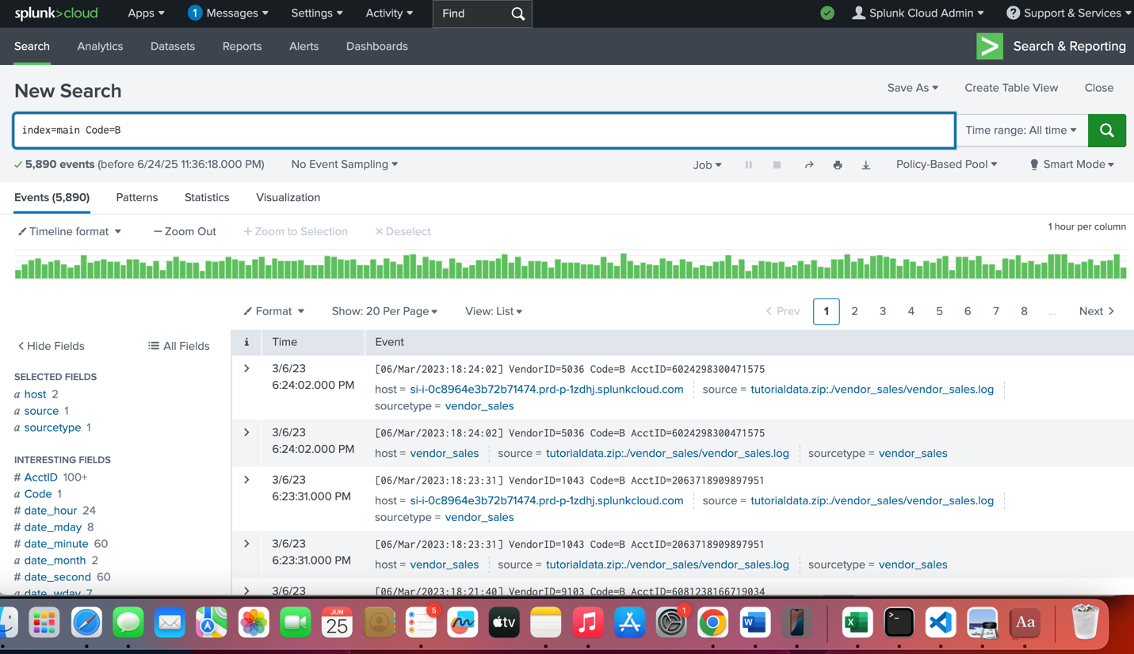 splunk>cloud Apps 1 Messages Settings Activity Find Splunk Cloud Admin ? Support & Services
Search Analytics Datasets Reports Alerts Dashboards > Search & Reporting
New Search Save As Create Table View Close
index=main Code=B Time range: All time
✓ 5,890 events (before 6/24/25 11:36:18.000 PM) No Event Sampling Job Policy-Based Pool Smart Mode
Events (5,890) Patterns Statistics Visualization
Timeline format — Zoom Out + Zoom to Selection × Deselect 1 hour per column
Format Show: 20 Per Page View: List < Prev 1 2 3 4 5 6 7 8 ... Next >
< Hide Fields All Fields
SELECTED FIELDS
a host 2
a source 1
a sourcetype 1
INTERESTING FIELDS
# AcctID 100+
a Code 1
# date_hour 24
# date_mday 8
# date_minute 60
a date_month 2
# date_second 60
a date_wday 7
i Time Event
> 3/6/23 6:24:02.000 PM
[06/Mar/2023:18:24:02] VendorID=5036 Code=B AcctID=6024298300471575
host = si-i-0c8964e3b72b71474.prd-p-1zdhj.splunkcloud.com source = tutorialdata.zip:./vendor_sales/vendor_sales.log
sourcetype = vendor_sales
> 3/6/23 6:24:02.000 PM
[06/Mar/2023:18:24:02] VendorID=5036 Code=B AcctID=6024298300471575
host = vendor_sales source = tutorialdata.zip:./vendor_sales/vendor_sales.log sourcetype = vendor_sales
> 3/6/23 6:23:31.000 PM
[06/Mar/2023:18:23:31] VendorID=1043 Code=B AcctID=2063718909897951
host = si-i-0c8964e3b72b71474.prd-p-1zdhj.splunkcloud.com source = tutorialdata.zip:./vendor_sales/vendor_sales.log
sourcetype = vendor_sales
> 3/6/23 6:23:31.000 PM
[06/Mar/2023:18:23:31] VendorID=1043 Code=B AcctID=2063718909897951
host = vendor_sales source = tutorialdata.zip:./vendor_sales/vendor_sales.log sourcetype = vendor_sales
> 3/6/23
[06/Mar/2023:18:21:40] VendorID=9103 Code=B AcctID=6081238166719034
JUN 25 5 tv 1 W X >_ Aa